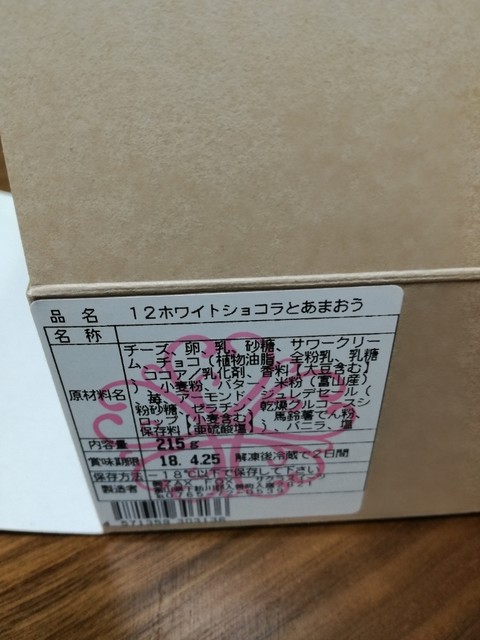 品名 12ホワイトショコラとあまおう
名称
原材料名 チーズ、卵、乳、砂糖、サワークリー
ム、チョコ(植物油脂、全粉乳、乳糖
、ココア/乳化剤、香料【大豆含む】
)、小麦粉、バター、米粉(富山産)
、苺、アーモンド、ジュレデセール(
粉砂糖、ゼラチン、乾燥グルコースシ
ロップ【小麦含む】、馬鈴薯でん粉、
保存料【亜硫酸塩】)、バニラ、塩
内容量 215g
賞味期限 18. 4.25 解凍後冷蔵で2日間
保存方法 -18℃以下で保存して下さい
製造者
4 571359 303136